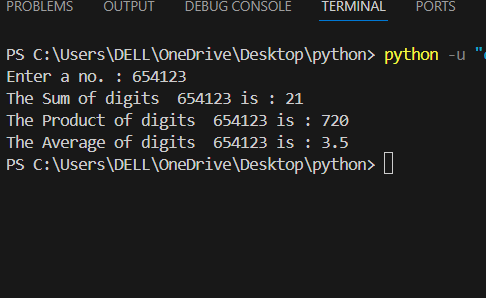 PROBLEMS OUTPUT DEBUG CONSOLE TERMINAL PORTS
PS C:\Users\DELL\OneDrive\Desktop\python> python -u "
Enter a no. : 654123
The Sum of digits  654123 is : 21
The Product of digits  654123 is : 720
The Average of digits  654123 is : 3.5
PS C:\Users\DELL\OneDrive\Desktop\python>